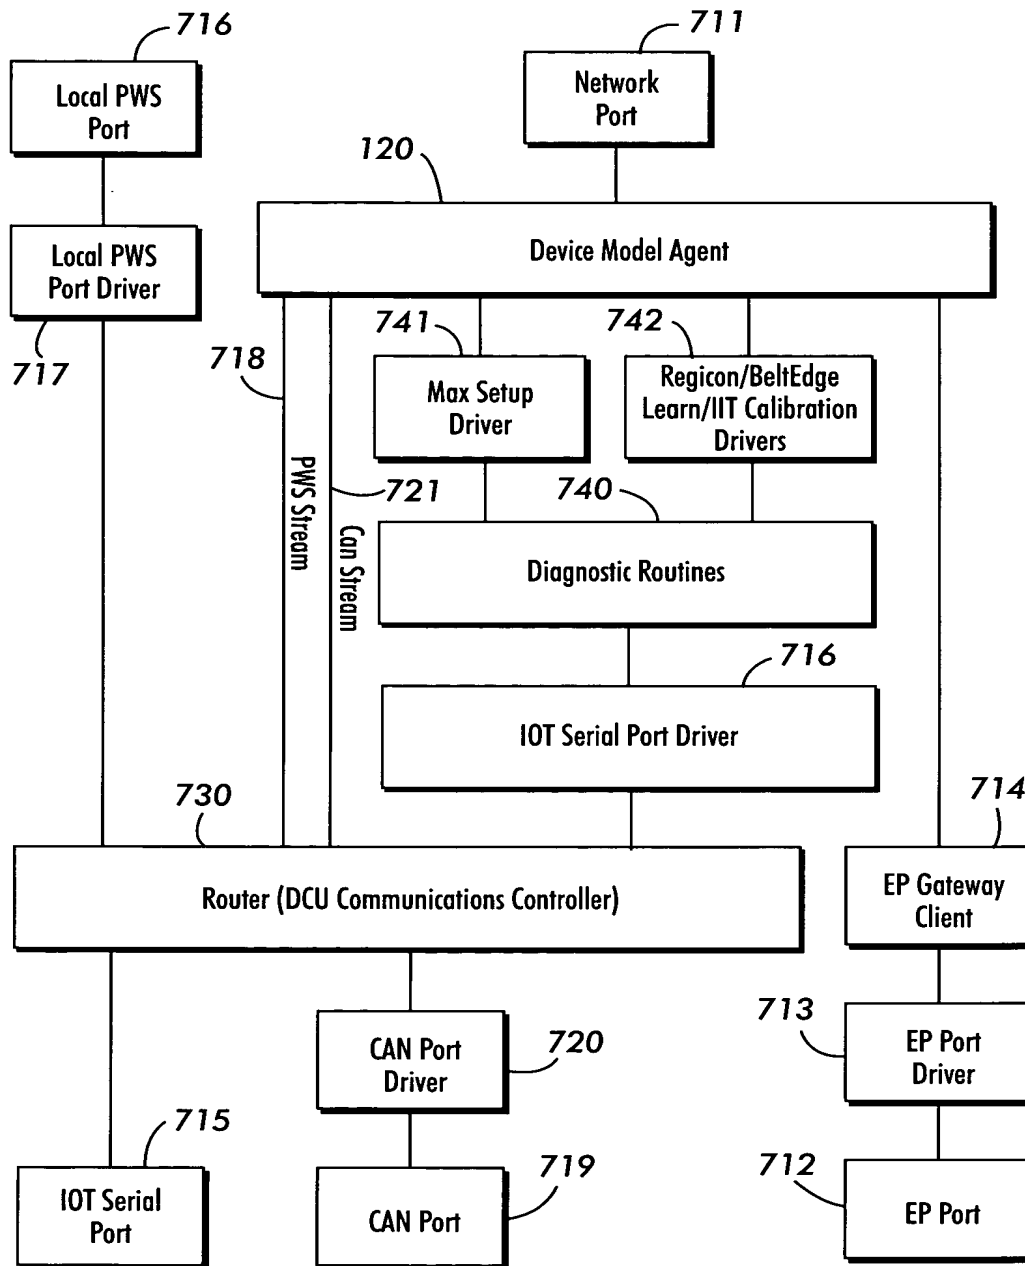 716
711
Local PWS
Port
Network
Port
120
Local PWS
Port Driver
Device Model Agent
717
718
741
742
Max Setup
Driver
Regicon/BeltEdge
Learn/IIT Calibration
Drivers
PWS Stream
721
Can Stream
740
Diagnostic Routines
716
IOT Serial Port Driver
730
714
Router (DCU Communications Controller)
EP Gateway
Client
CAN Port
Driver
720
713
EP Port
Driver
715
IOT Serial
Port
719
CAN Port
712
EP Port